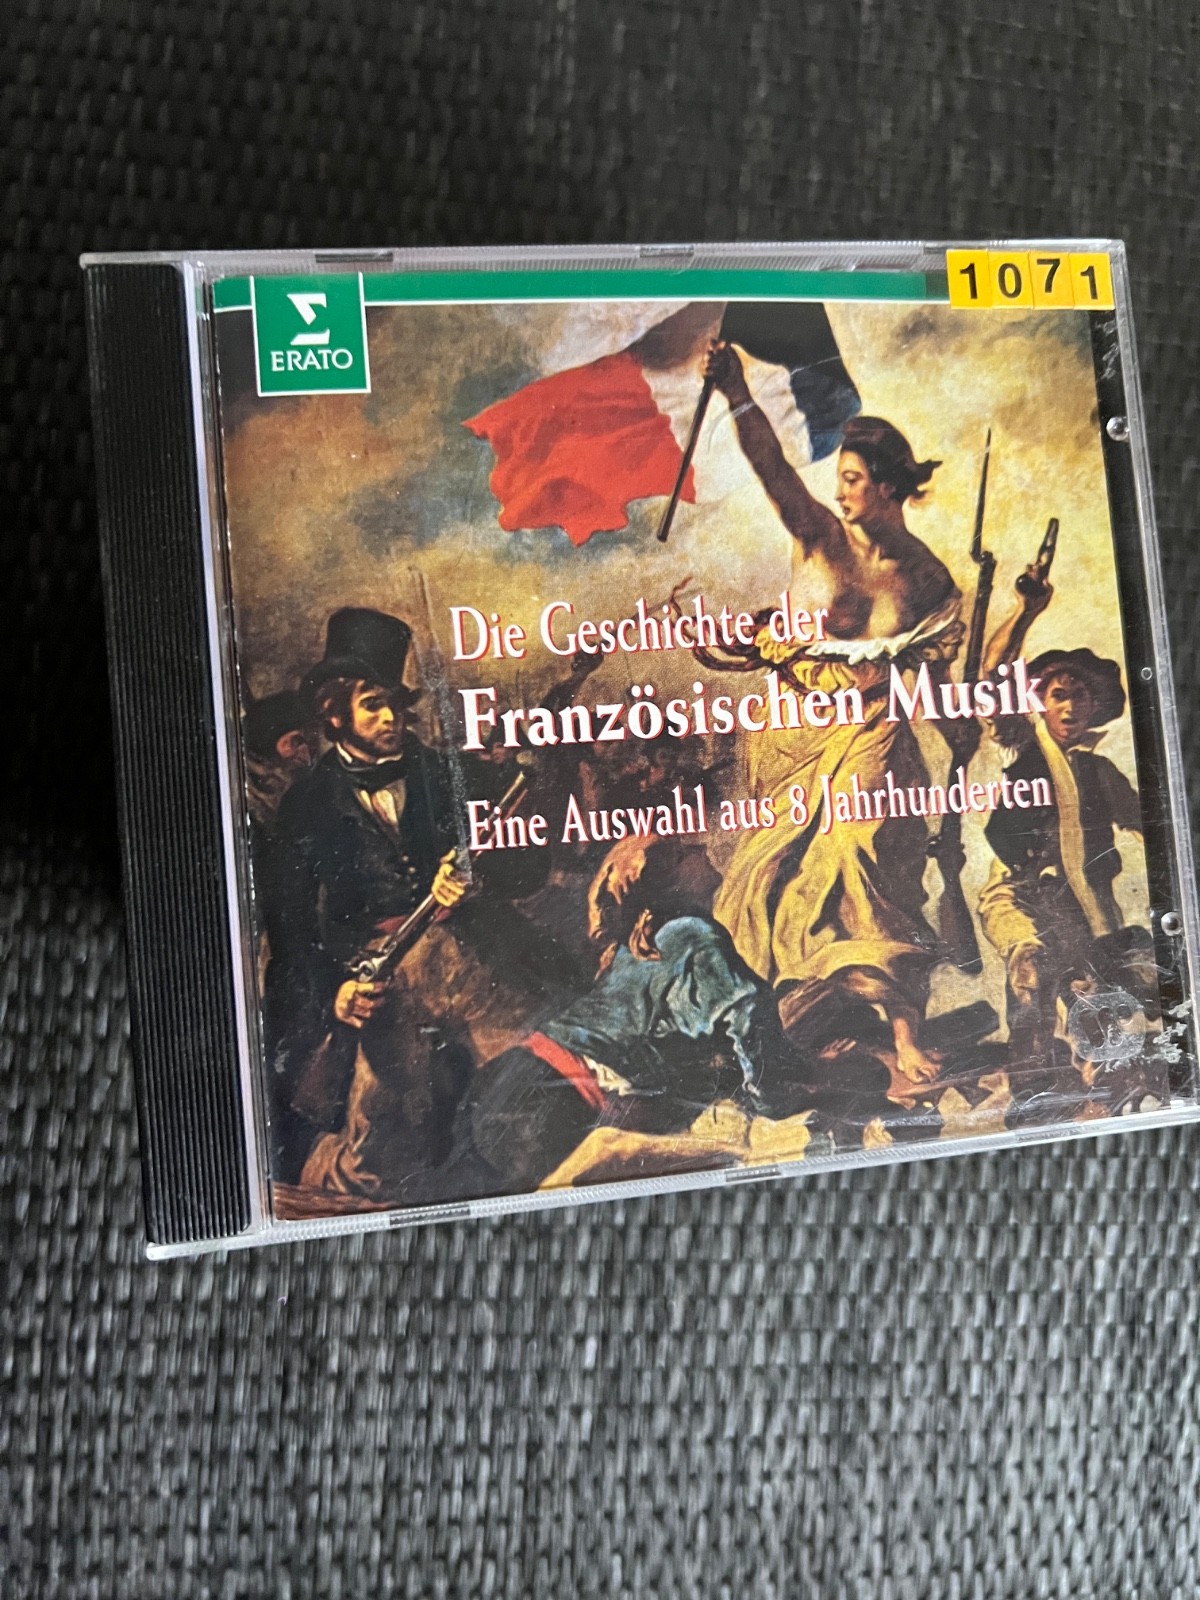 ERATO
1071
Die Geschichte der
Französischen Musik
Eine Auswahl aus 8 Jahrhunderten